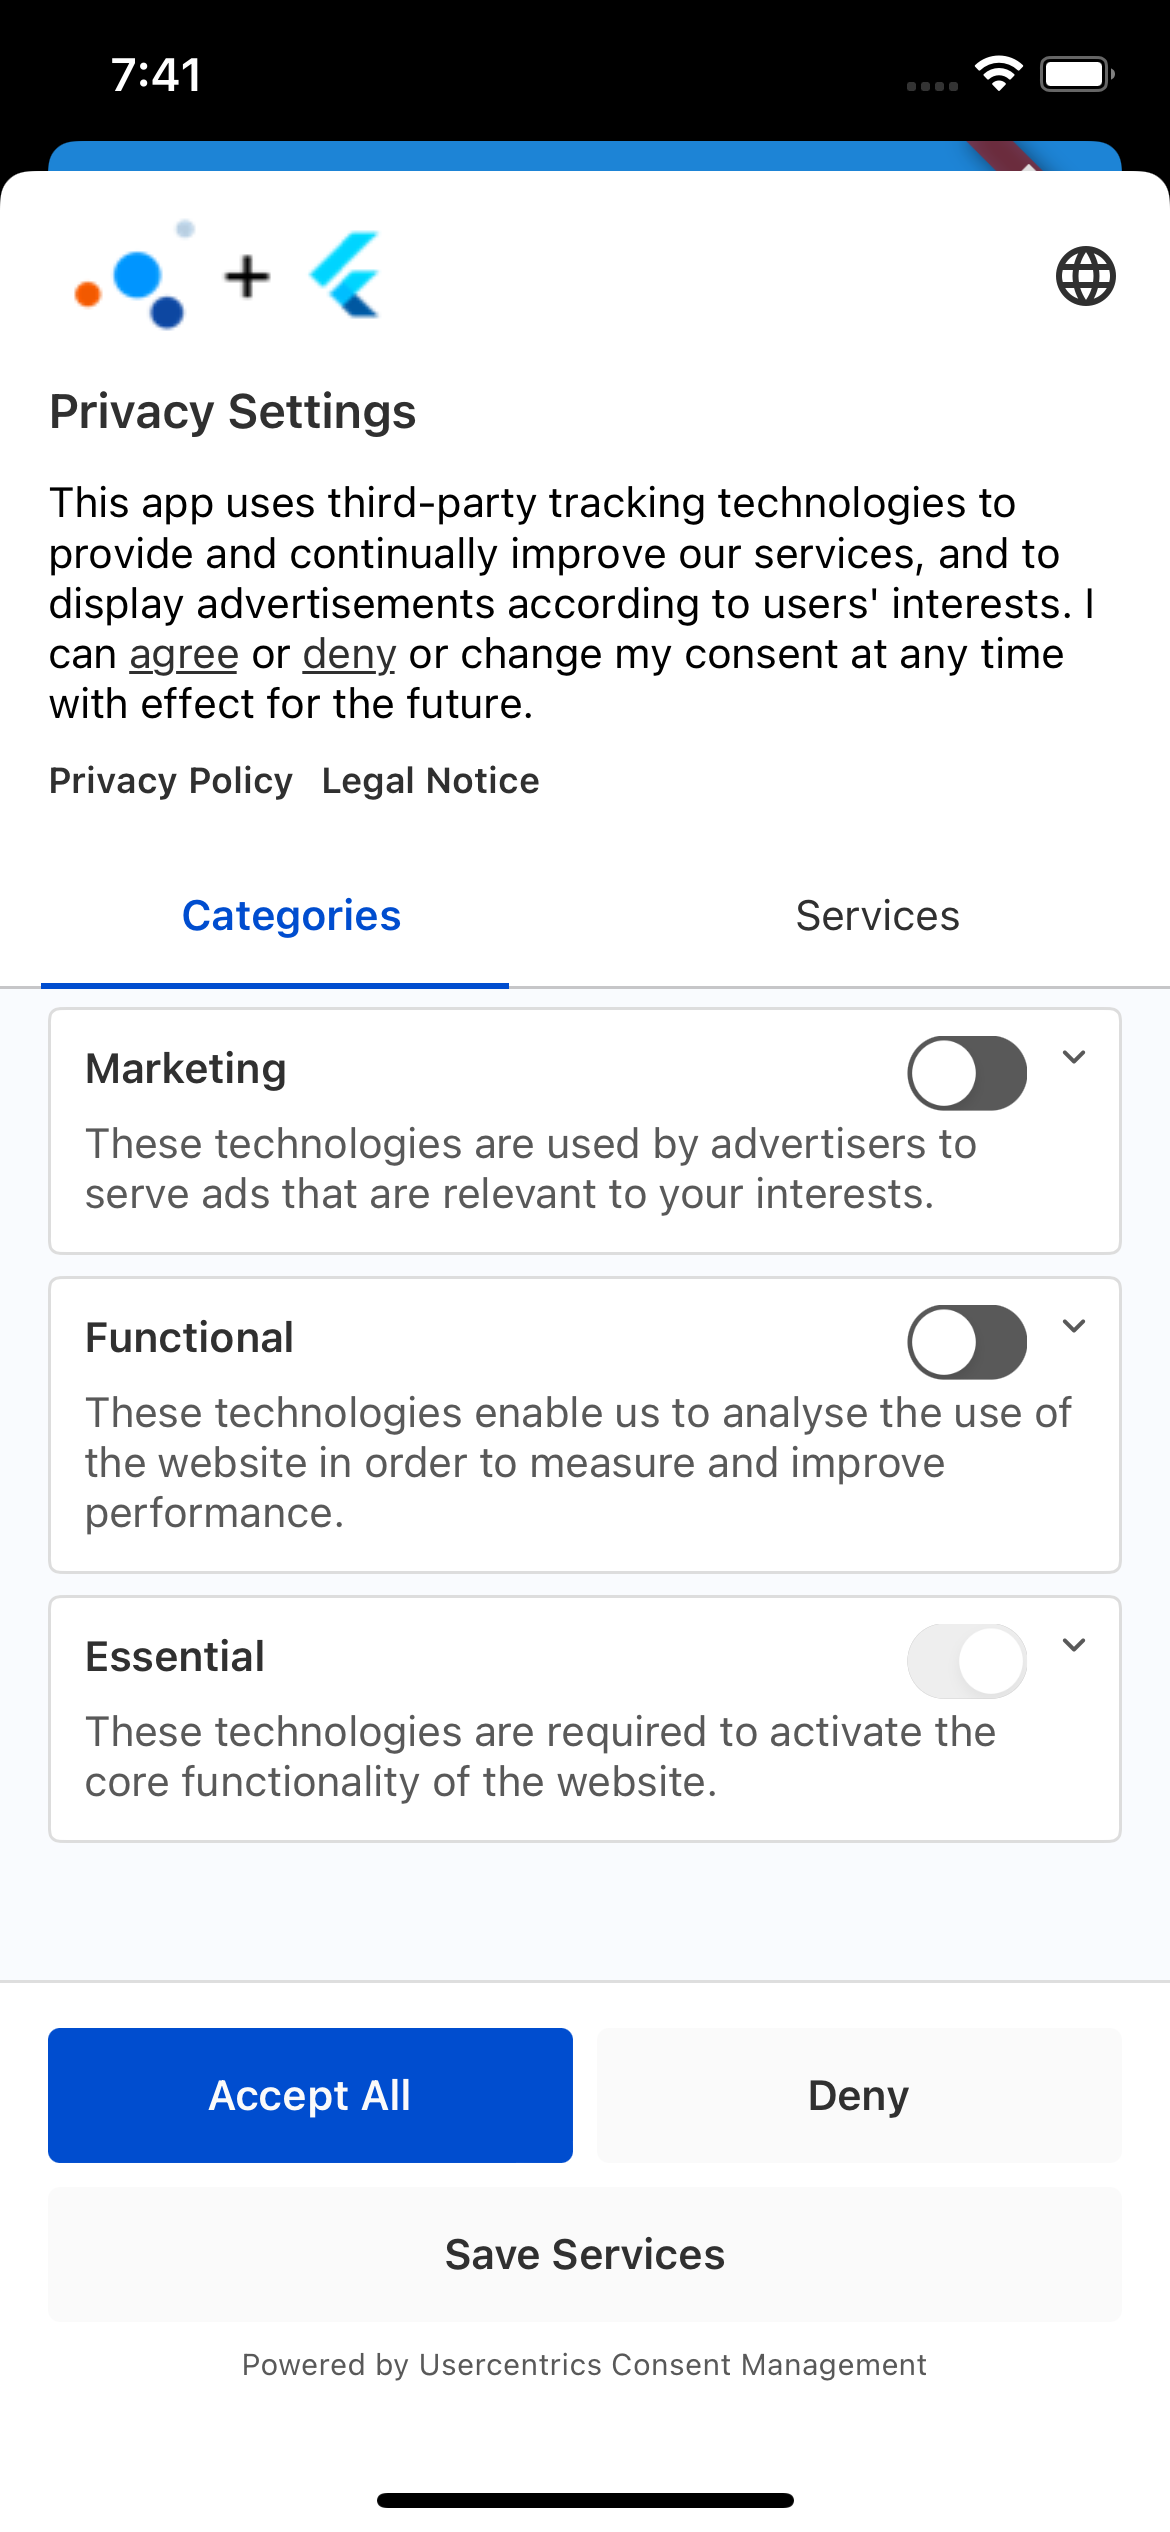 7:41
Privacy Settings
This app uses third-party tracking technologies to
provide and continually improve our services, and to
display advertisements according to users' interests. I
can agree or deny or change my consent at any time
with effect for the future.
Privacy Policy Legal Notice
Categories Services
Marketing
These technologies are used by advertisers to
serve ads that are relevant to your interests.
Functional
These technologies enable us to analyse the use of
the website in order to measure and improve
performance.
Essential
These technologies are required to activate the
core functionality of the website.
Accept All Deny
Save Services
Powered by Usercentrics Consent Management